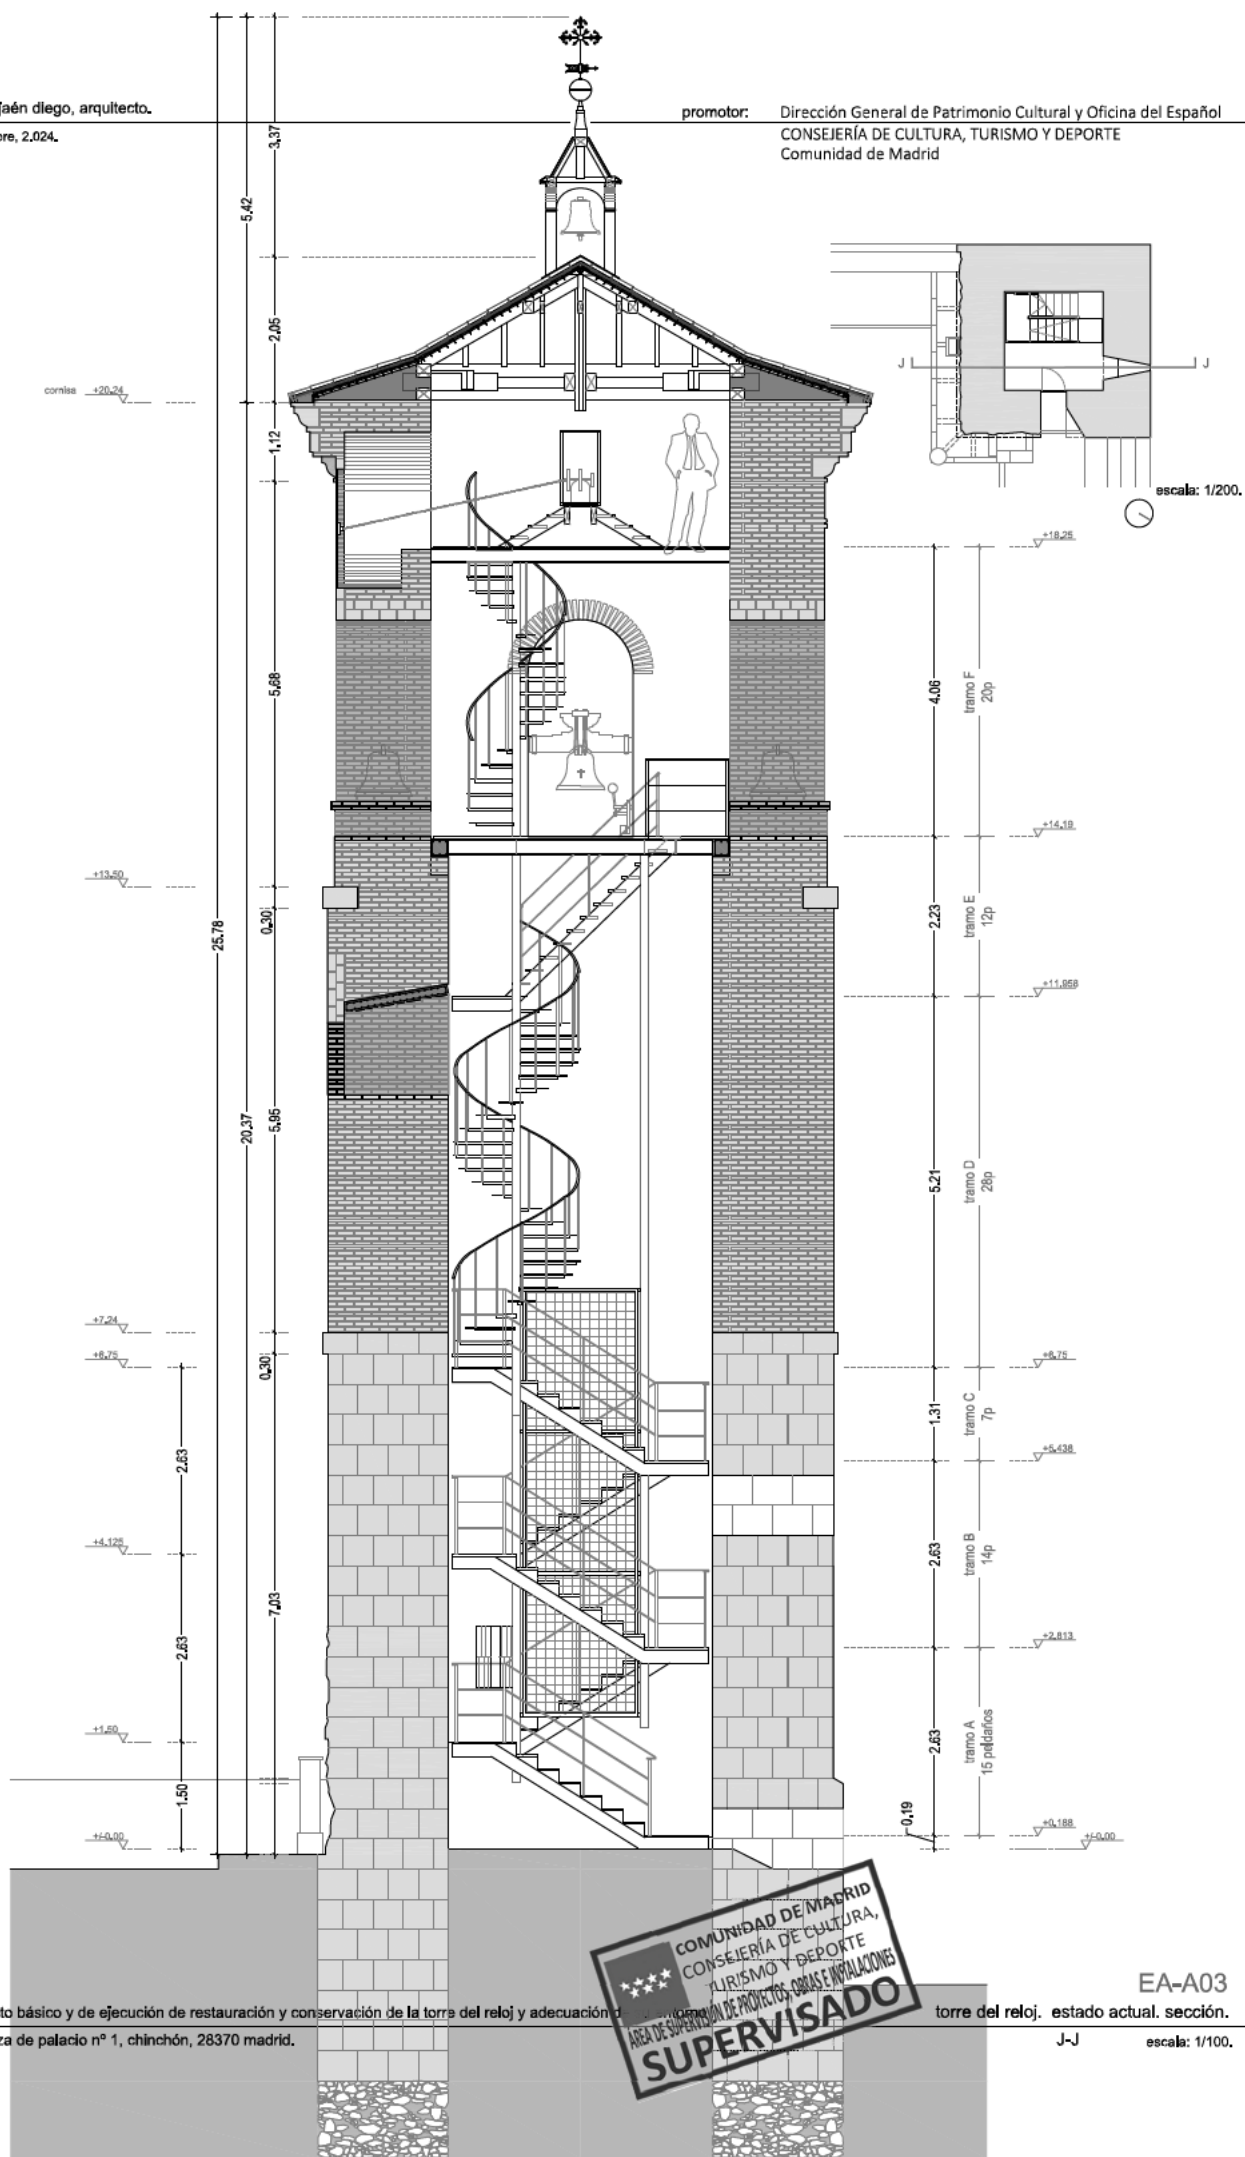 jaén diego, arquitecto.
re, 2.024.
promotor: Dirección General de Patrimonio Cultural y Oficina del Español
CONSEJERÍA DE CULTURA, TURISMO Y DEPORTE
Comunidad de Madrid
3.37
5.42
2.05
J
J
escala: 1/200.
cornisa +20.24
1.12
+18.25
5.68
4.06
tramo F
20p
+14.19
+13.50
0.30
25.78
2.23
tramo E
12p
+11.958
20.37
5.95
5.21
tramo D
28p
+7.24
+6.75
0.30
+6.75
1.31
tramo C
7p
+5.438
2.63
2.63
tramo B
14p
+4.125
7.03
2.63
+2.813
+1.50
2.63
tramo A
15 peldaños
1.50
0.19
+0.188
+/-0.00
+/-0.00
COMUNIDAD DE MADRID
CONSEJERÍA DE CULTURA,
TURISMO Y DEPORTE
ÁREA DE SUPERVISIÓN DE PROYECTOS, OBRAS E INSTALACIONES
SUPERVISADO
EA-A03
to básico y de ejecución de restauración y conservación de la torre del reloj y adecuación
torre del reloj. estado actual. sección.
za de palacio nº 1, chinchón, 28370 madrid.
J-J
escala: 1/100.